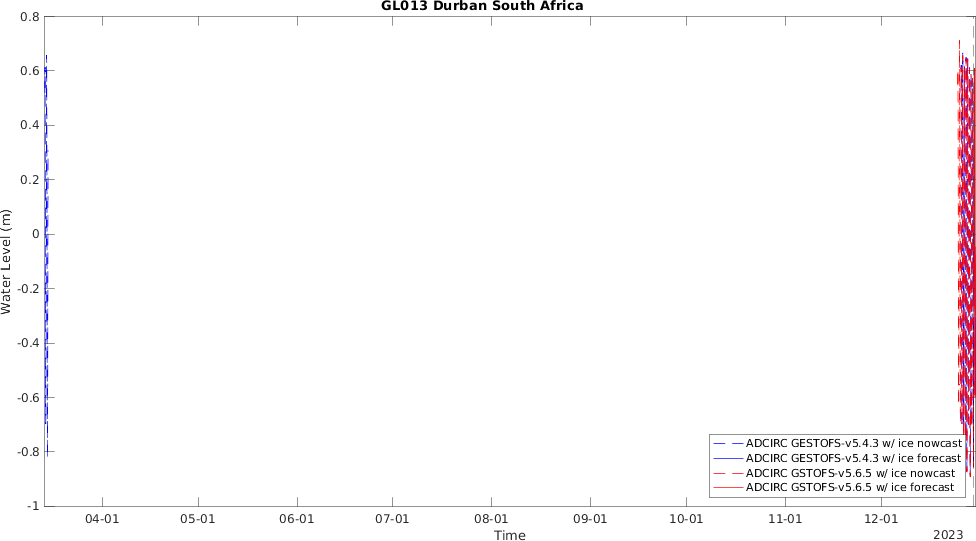 GL013 Durban South Africa
0.8
0.6
0.4
0.2
0
-0.2
-0.4
-0.6
-0.8
-1
Water Level (m)
ADCIRC GESTOFS-v5.4.3 w/ ice nowcast
ADCIRC GESTOFS-v5.4.3 w/ ice forecast
ADCIRC GSTOFS-v5.6.5 w/ ice nowcast
ADCIRC GSTOFS-v5.6.5 w/ ice forecast
04-01 05-01 06-01 07-01 08-01 09-01 10-01 11-01 12-01
Time
2023